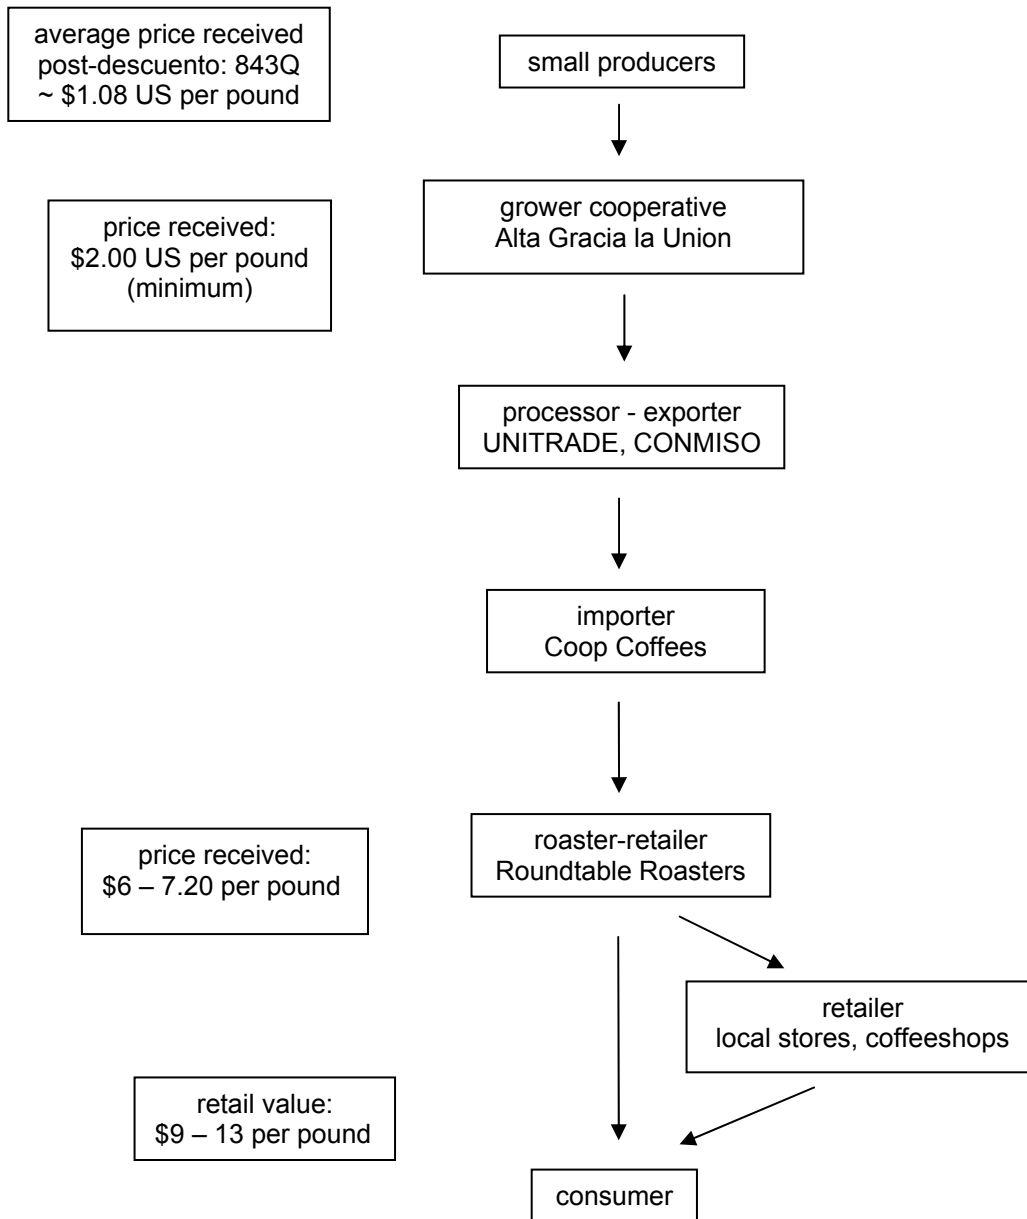 average price received
post-descuento: 843Q
~ $1.08 US per pound
small producers
price received:
$2.00 US per pound
(minimum)
grower cooperative
Alta Gracia la Union
processor - exporter
UNITRADE, CONMISO
importer
Coop Coffees
price received:
$6 – 7.20 per pound
roaster-retailer
Roundtable Roasters
retailer
local stores, coffeeshops
retail value:
$9 – 13 per pound
consumer